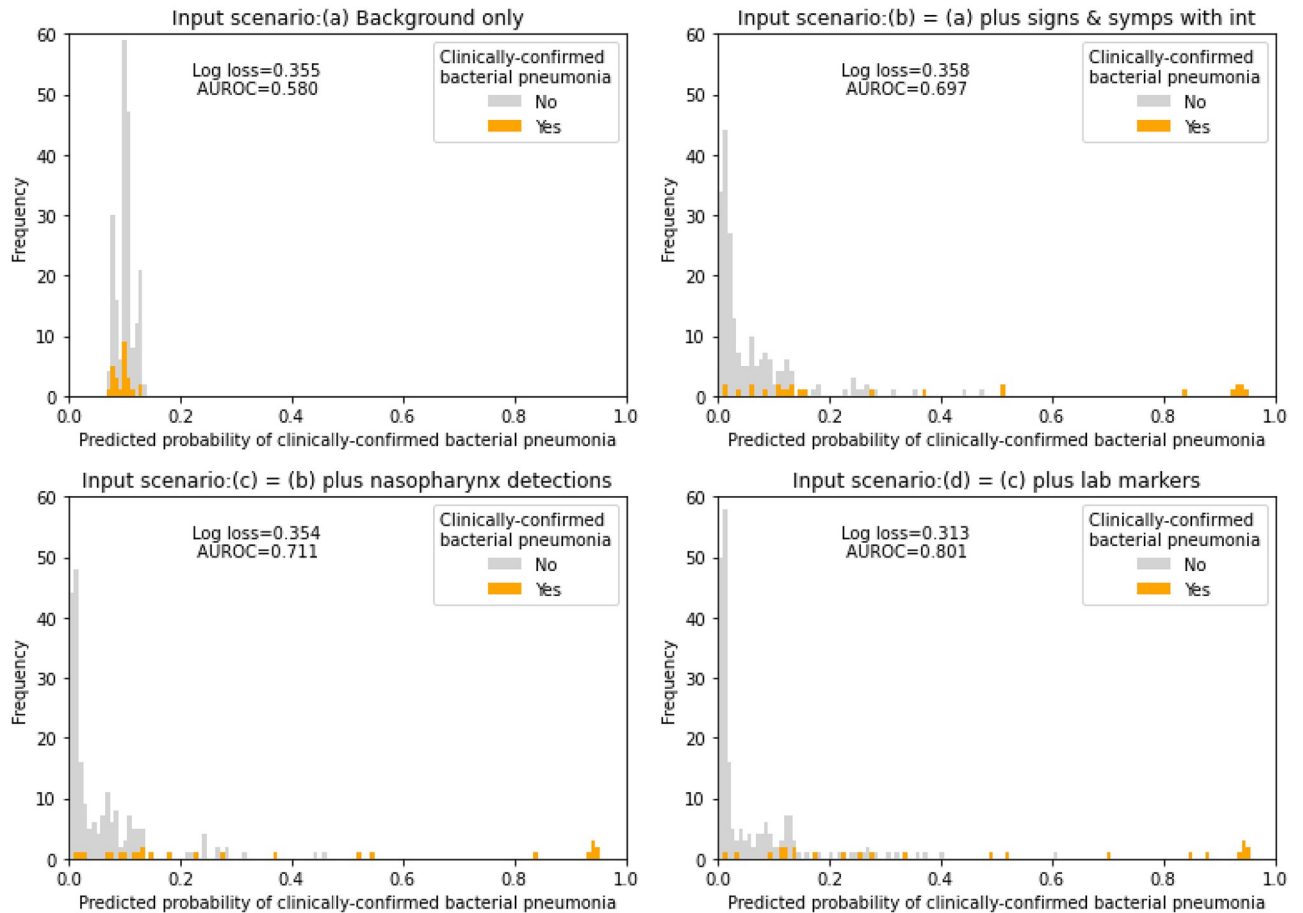 Input scenario:(a) Background only
60
50
40
30
20
10
0
Frequency
Log loss=0.355
AUROC=0.580
Clinically-confirmed
bacterial pneumonia
No
Yes
0.0 0.2 0.4 0.6 0.8 1.0
Predicted probability of clinically-confirmed bacterial pneumonia
Input scenario:(b) = (a) plus signs & symps with int
60
50
40
30
20
10
0
Frequency
Log loss=0.358
AUROC=0.697
Clinically-confirmed
bacterial pneumonia
No
Yes
0.0 0.2 0.4 0.6 0.8 1.0
Predicted probability of clinically-confirmed bacterial pneumonia
Input scenario:(c) = (b) plus nasopharynx detections
60
50
40
30
20
10
0
Frequency
Log loss=0.354
AUROC=0.711
Clinically-confirmed
bacterial pneumonia
No
Yes
0.0 0.2 0.4 0.6 0.8 1.0
Predicted probability of clinically-confirmed bacterial pneumonia
Input scenario:(d) = (c) plus lab markers
60
50
40
30
20
10
0
Frequency
Log loss=0.313
AUROC=0.801
Clinically-confirmed
bacterial pneumonia
No
Yes
0.0 0.2 0.4 0.6 0.8 1.0
Predicted probability of clinically-confirmed bacterial pneumonia